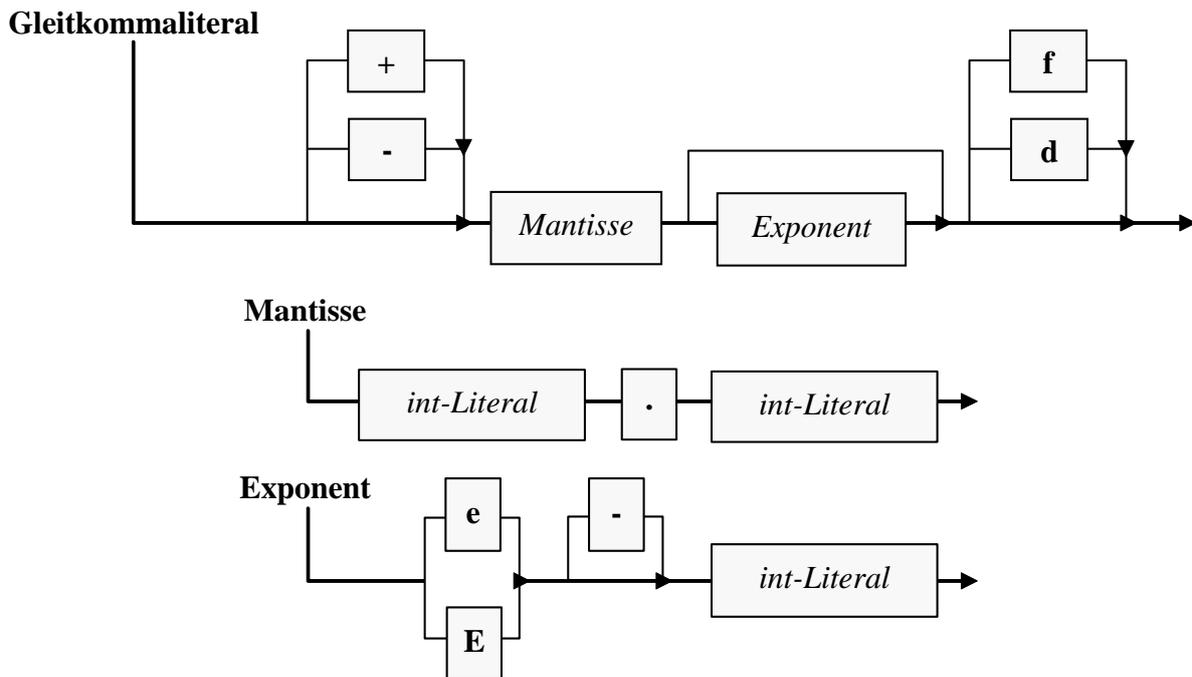 Gleitkommaliteral
+
f
-
d
Mantisse
Exponent
Mantisse
int-Literal
.
int-Literal
Exponent
e
-
int-Literal
E